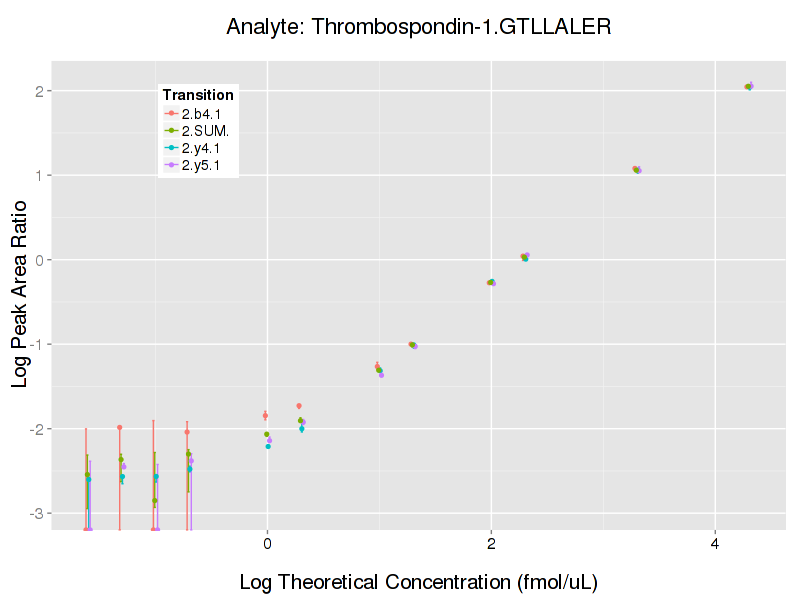 Analyte: Thrombospondin-1.GTLLALER
Transition
2.b4.1
2.SUM.
2.y4.1
2.y5.1
Log Peak Area Ratio
2
1
0
-1
-2
-3
0 2 4
Log Theoretical Concentration (fmol/uL)